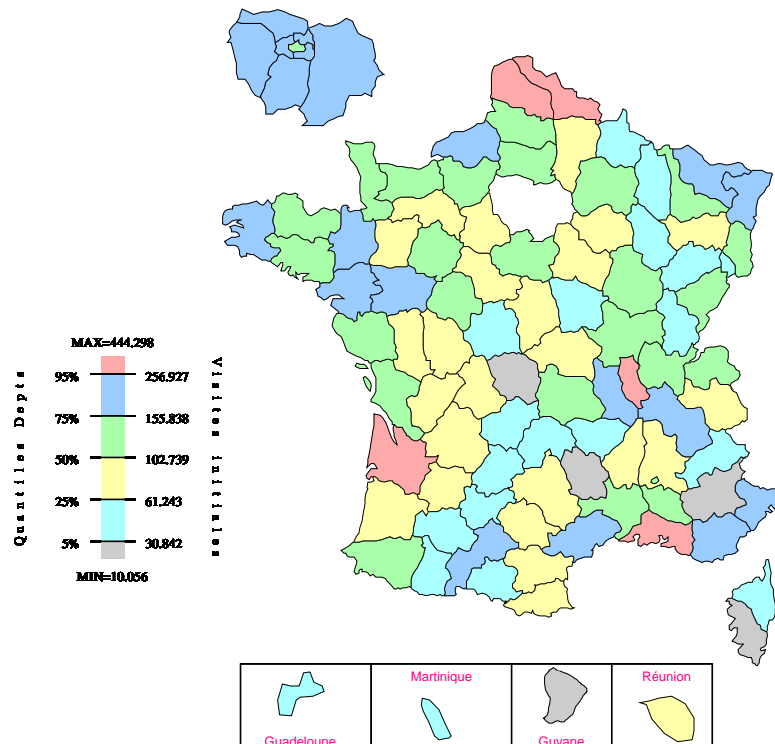 MAX=444.298
95% 256.927
75% 155.838
50% 102.739
25% 61.243
5% 30.842
MIN=10.056
Quantiles Depts
Visites initiales
Martinique
Réunion
Guadeloupe
Guyane